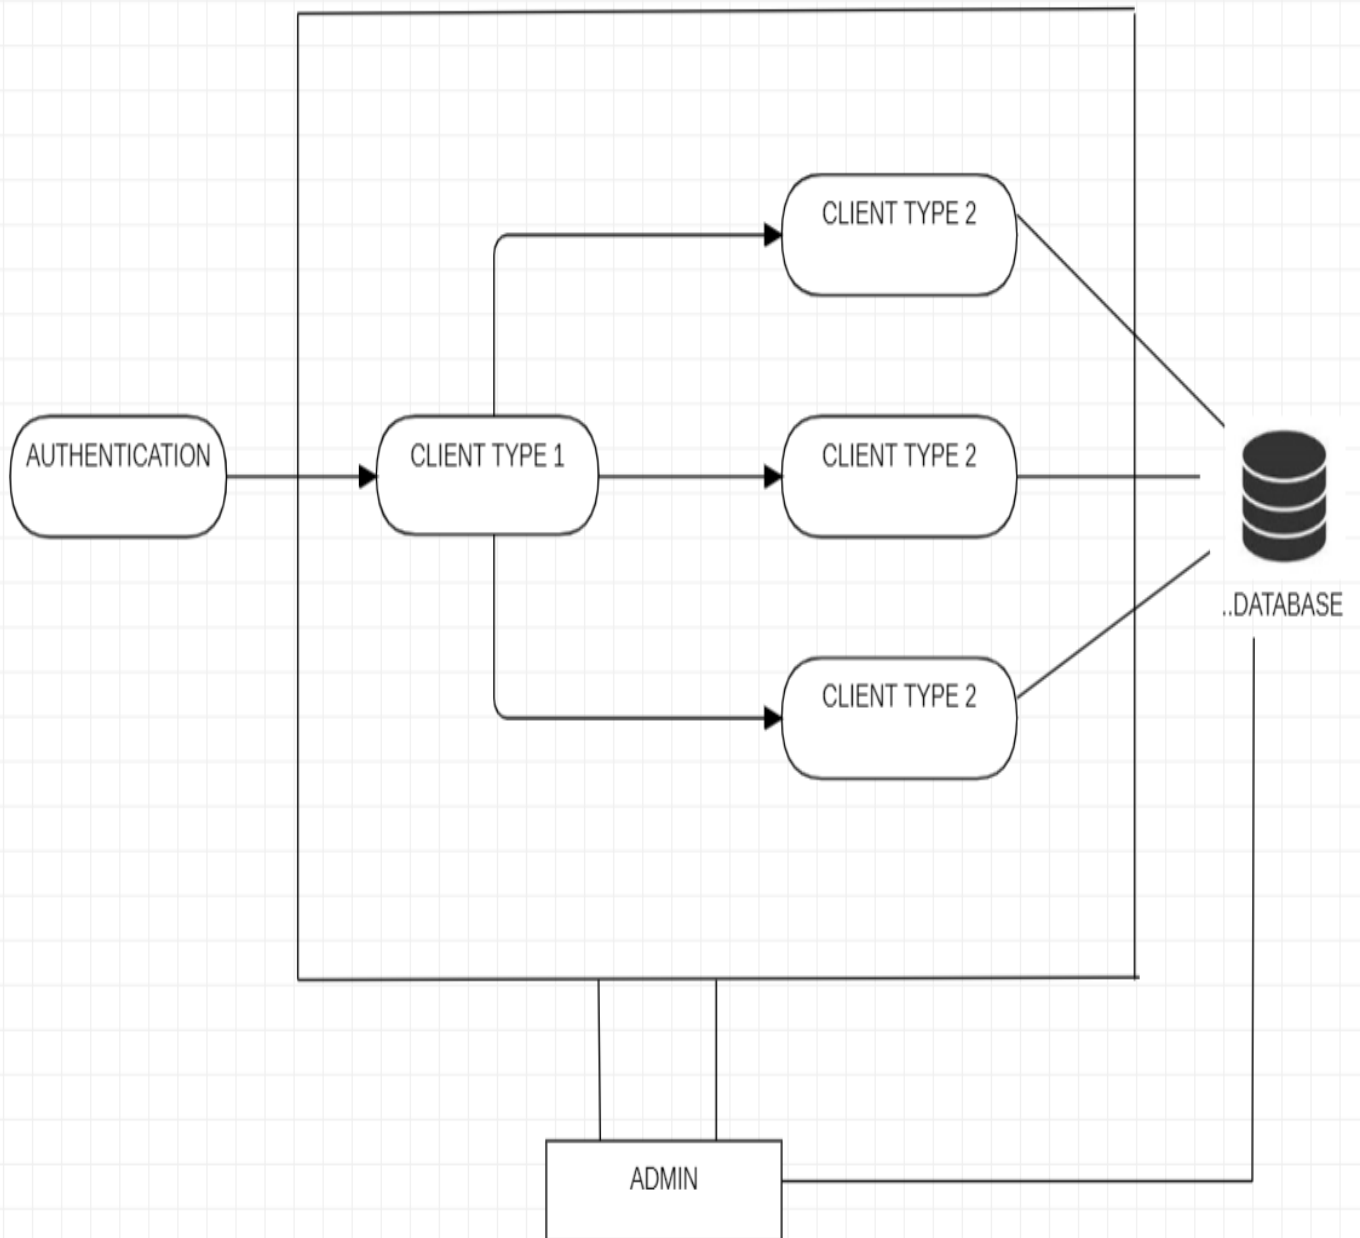 CLIENT TYPE 2
AUTHENTICATION
CLIENT TYPE 1
CLIENT TYPE 2
..DATABASE
CLIENT TYPE 2
ADMIN